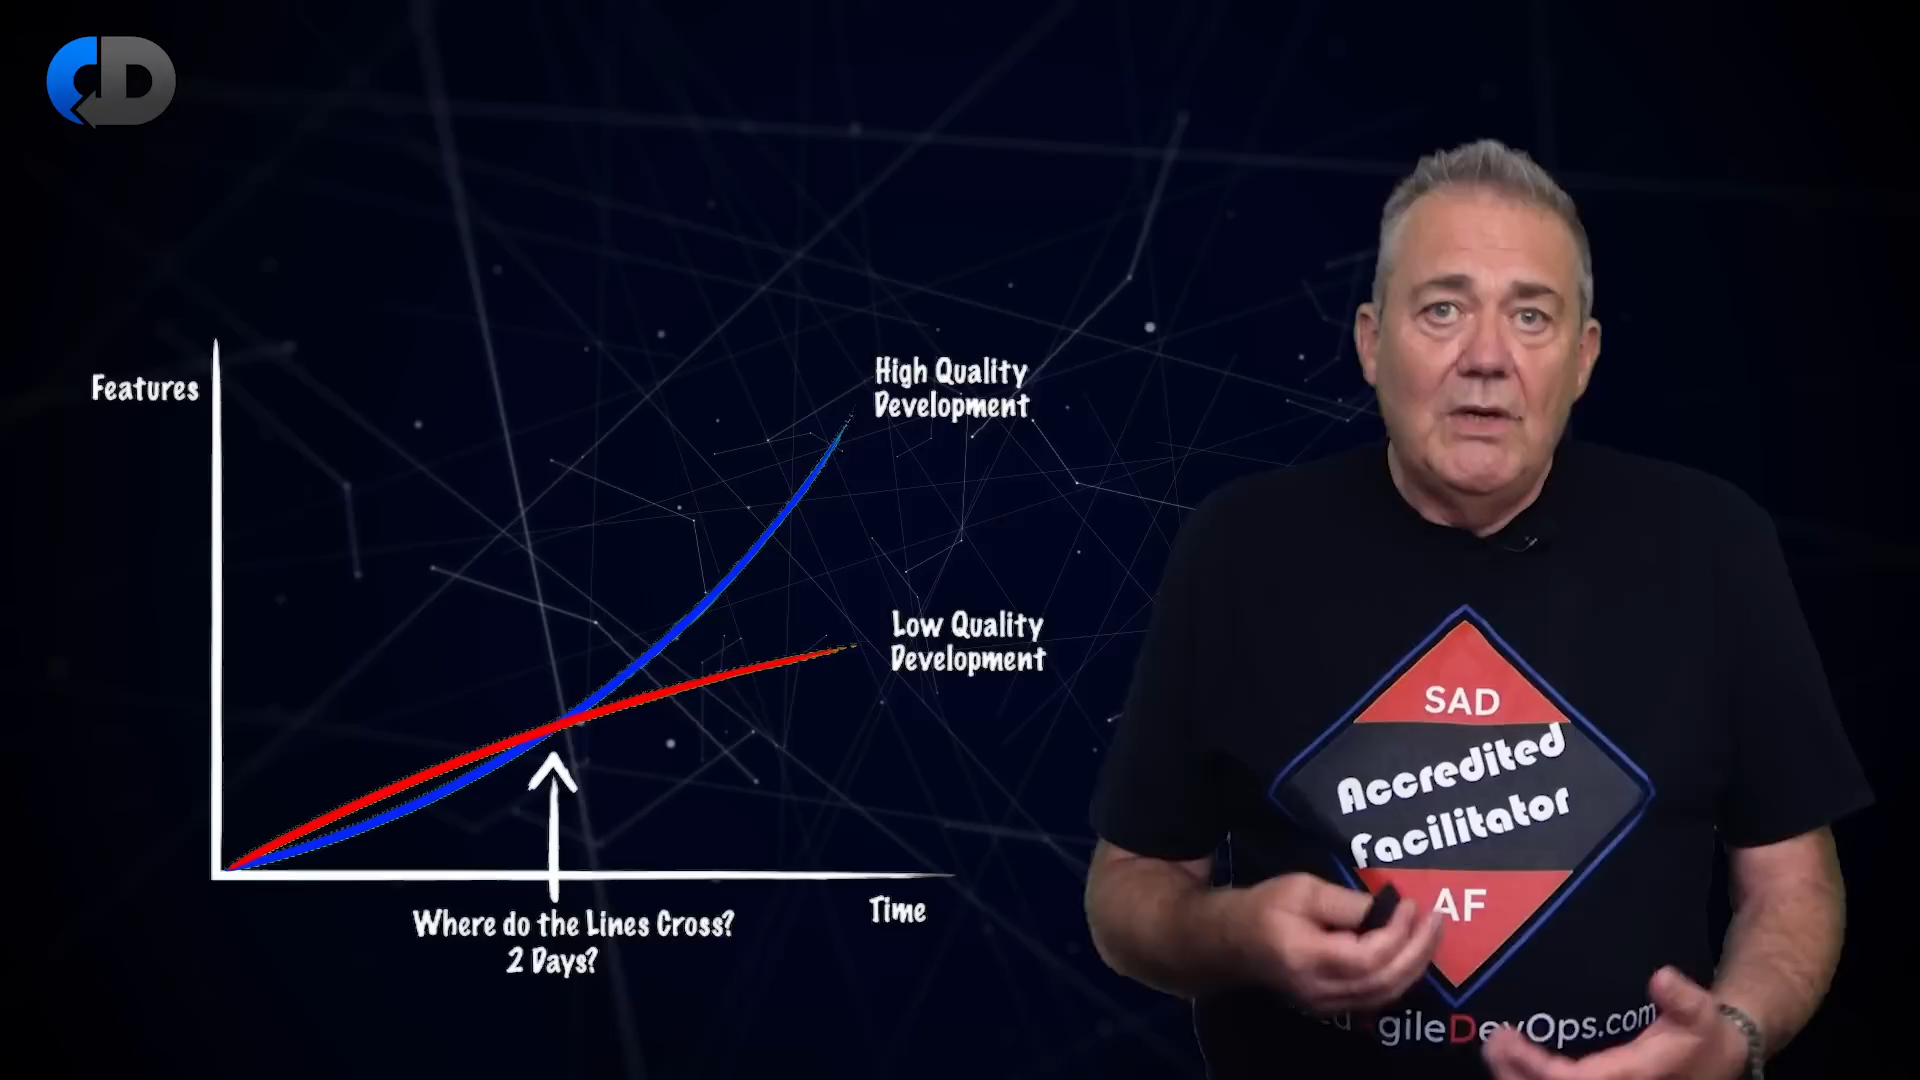 CD
Features
High Quality
Development
Low Quality
Development
Time
Where do the Lines Cross?
2 Days?
SAD
Accredited
Facilitator
AF
gileDevOps.com